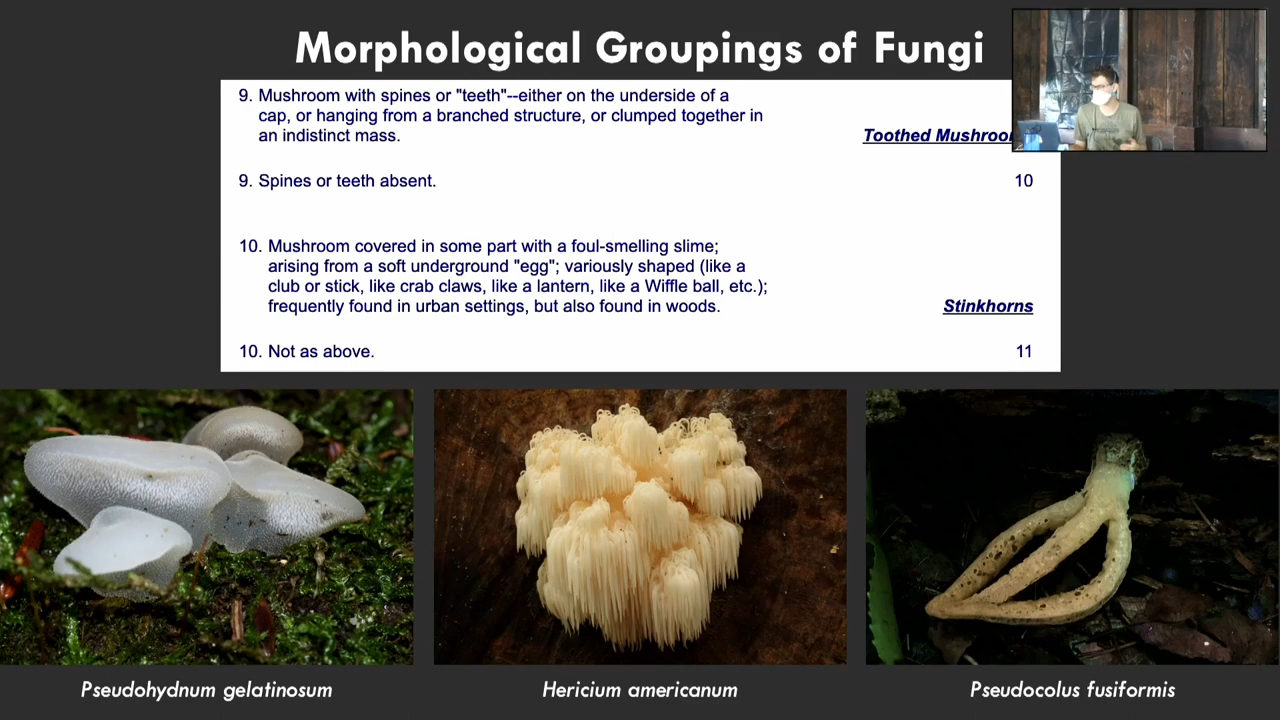 Morphological Groupings of Fungi
9. Mushroom with spines or "teeth"--either on the underside of a
cap, or hanging from a branched structure, or clumped together in
an indistinct mass.
Toothed Mushroo
9. Spines or teeth absent.
10
10. Mushroom covered in some part with a foul-smelling slime;
arising from a soft underground "egg"; variously shaped (like a
club or stick, like crab claws, like a lantern, like a Wiffle ball, etc.);
frequently found in urban settings, but also found in woods.
Stinkhorns
10. Not as above.
11
Pseudohydnum gelatinosum
Hericium americanum
Pseudocolus fusiformis